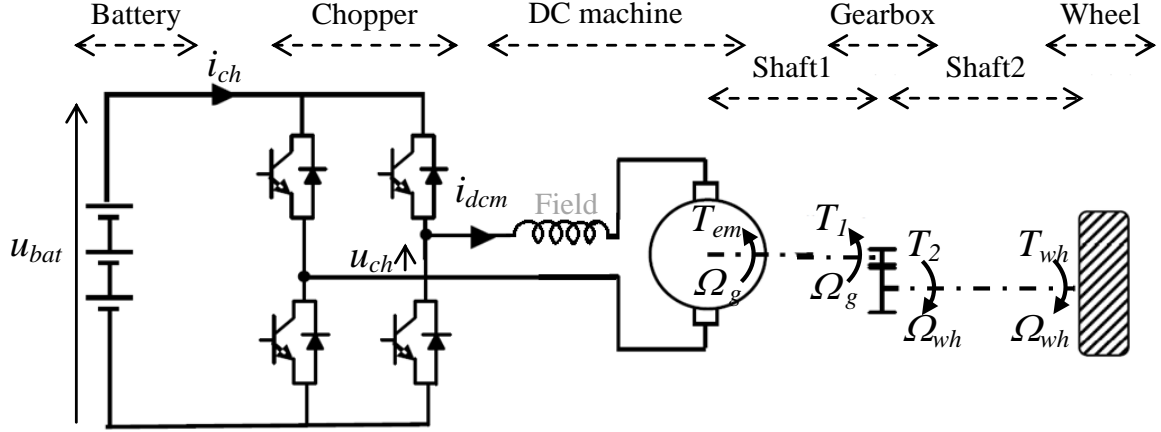 Battery Chopper DC machine Gearbox Wheel
Shaft1 Shaft2
i_ch
i_dcm
Field
u_bat
u_ch
T_em
Ω_g
T_1
Ω_g
T_2
Ω_wh
T_wh
Ω_wh